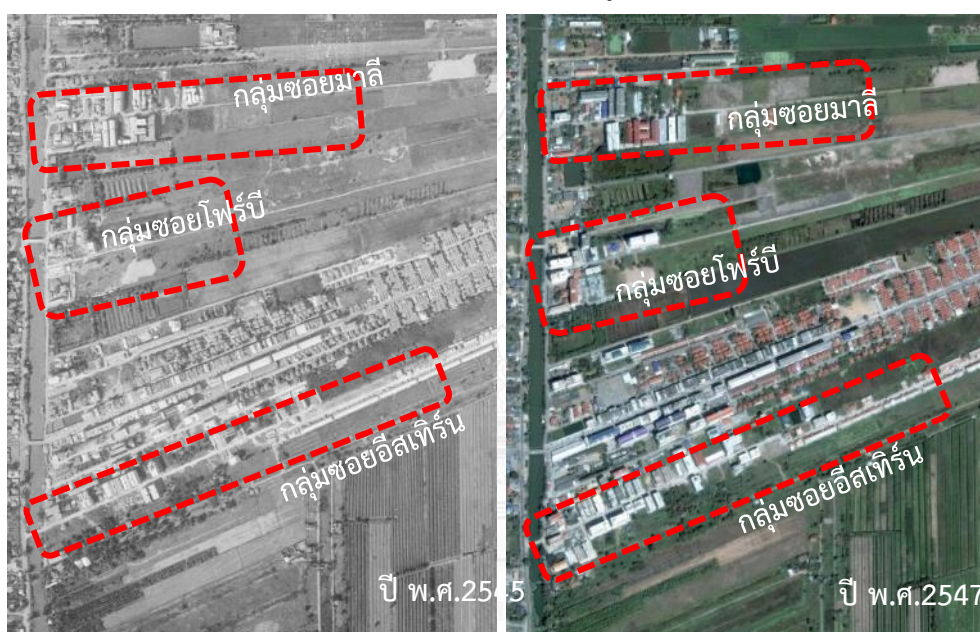 กลุ่มซอยมาลี
กลุ่มซอยโฟร์บี
กลุ่มซอยอีสเทิร์น
ปี พ.ศ.2545
กลุ่มซอยมาลี
กลุ่มซอยโฟร์บี
กลุ่มซอยอีสเทิร์น
ปี พ.ศ.2547